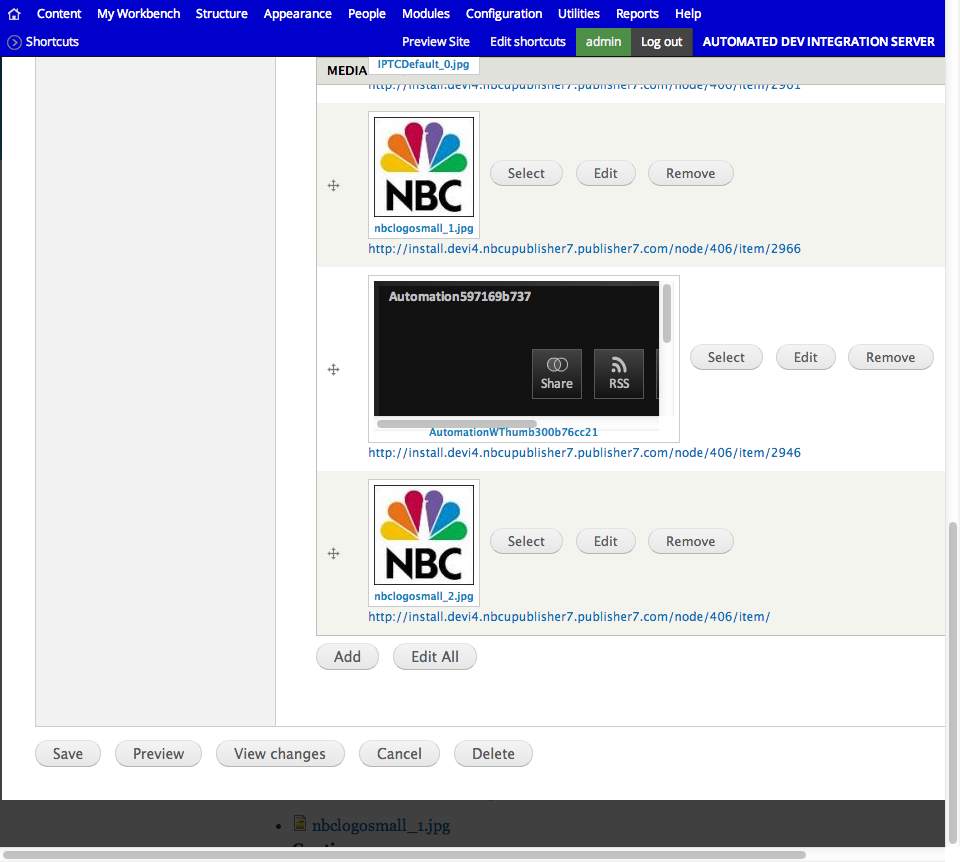 Content My Workbench Structure Appearance People Modules Configuration Utilities Reports Help
Shortcuts Preview Site Edit shortcuts admin Log out AUTOMATED DEV INTEGRATION SERVER
MEDIA IPTCDefault_0.jpg
http://install.devi4.nbcupublisher7.publisher7.com/node/406/item/2961
NBC Select Edit Remove
nbclogosmall_1.jpg
http://install.devi4.nbcupublisher7.publisher7.com/node/406/item/2966
Automation597169b737
Select Edit Remove
Share RSS
AutomationWThumb300b76cc21
http://install.devi4.nbcupublisher7.publisher7.com/node/406/item/2946
NBC Select Edit Remove
nbclogosmall_2.jpg
http://install.devi4.nbcupublisher7.publisher7.com/node/406/item/
Add Edit All
Save Preview View changes Cancel Delete
nbclogosmall_1.jpg